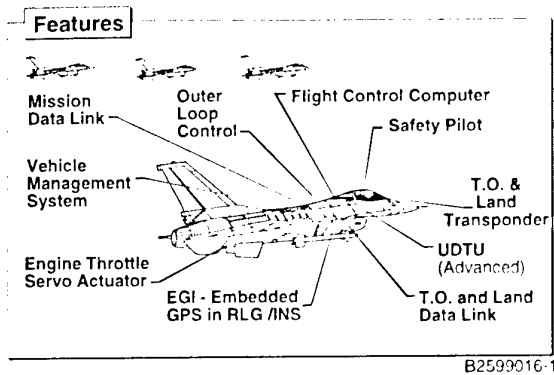 Features
Mission
Data Link
Outer
Loop
Control
Flight Control Computer
Safety Pilot
Vehicle
Management
System
T.O. &
Land
Transponder
UDTU
(Advanced)
Engine Throttle
Servo Actuator
EGI - Embedded
GPS in RLG /INS
T.O. and Land
Data Link
B2599016-1